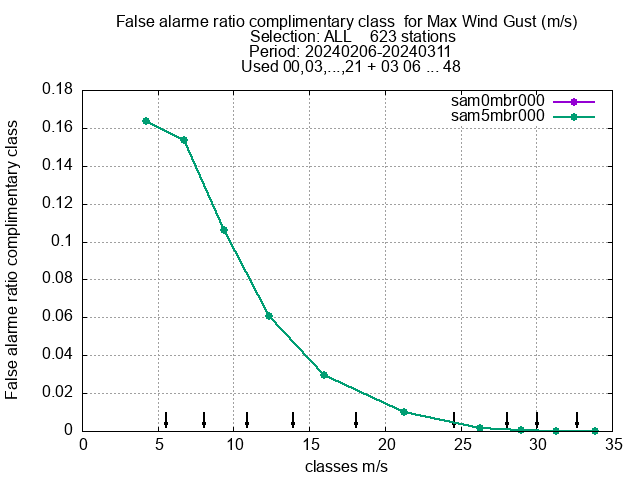 False alarme ratio complimentary class  for Max Wind Gust (m/s)
Selection: ALL    623 stations
Period: 20240206-20240311
Used 00,03,...,21 + 03 06 ... 48
sam0mbr000
sam5mbr000
False alarme ratio complimentary class
0.18
0.16
0.14
0.12
0.1
0.08
0.06
0.04
0.02
0
0 5 10 15 20 25 30 35
classes m/s